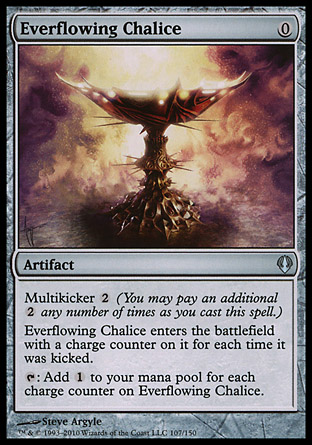 Everflowing Chalice 0
Artifact
Multikicker 2 (You may pay an additional
2 any number of times as you cast this spell.)
Everflowing Chalice enters the battlefield
with a charge counter on it for each time it
was kicked.
: Add 1 to your mana pool for each
charge counter on Everflowing Chalice.
Steve Argyle
™ & © 1993–2010 Wizards of the Coast LLC 107/150